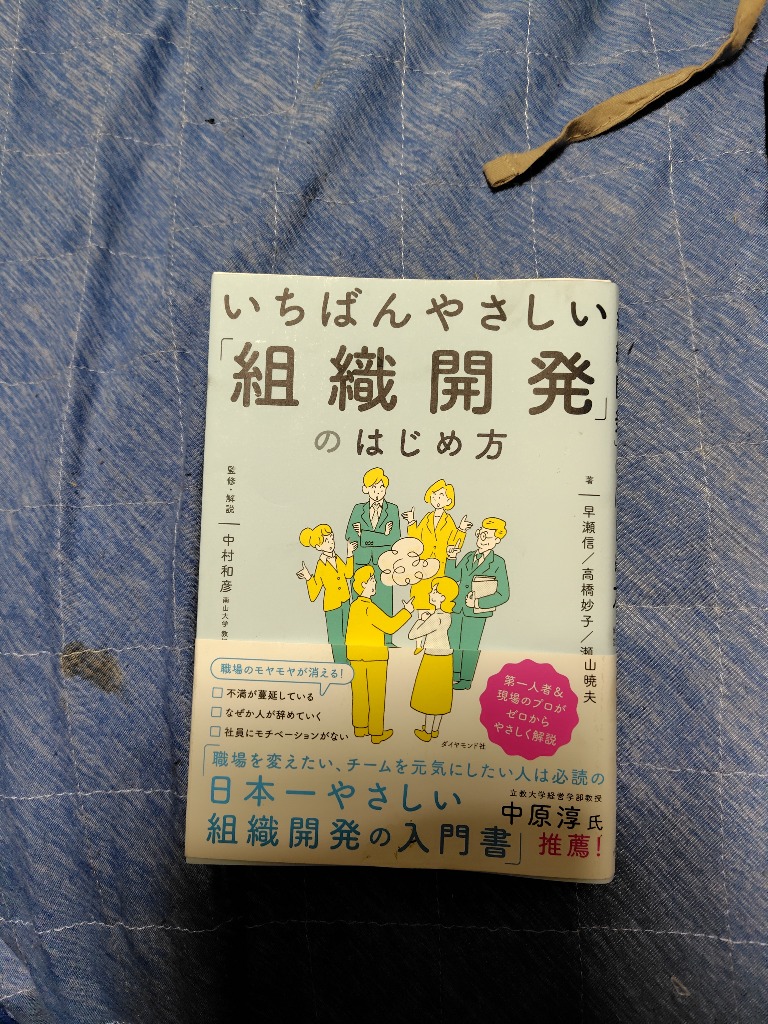 いちばんやさしい
「組織開発」
のはじめ方
監修・解説
中村和彦
南山大学
著
早瀬信／高橋妙子／瀬山暁夫
職場のモヤモヤが消える！
不満が蔓延している
なぜか人が辞めていく
社員にモチベーションがない
第一人者＆
現場のプロが
ゼロから
やさしく解説
ダイヤモンド社
「職場を変えたい、チームを元気にしたい人は必読の
日本一やさしい
組織開発の入門書」
立教大学経営学部教授
中原淳氏
推薦！